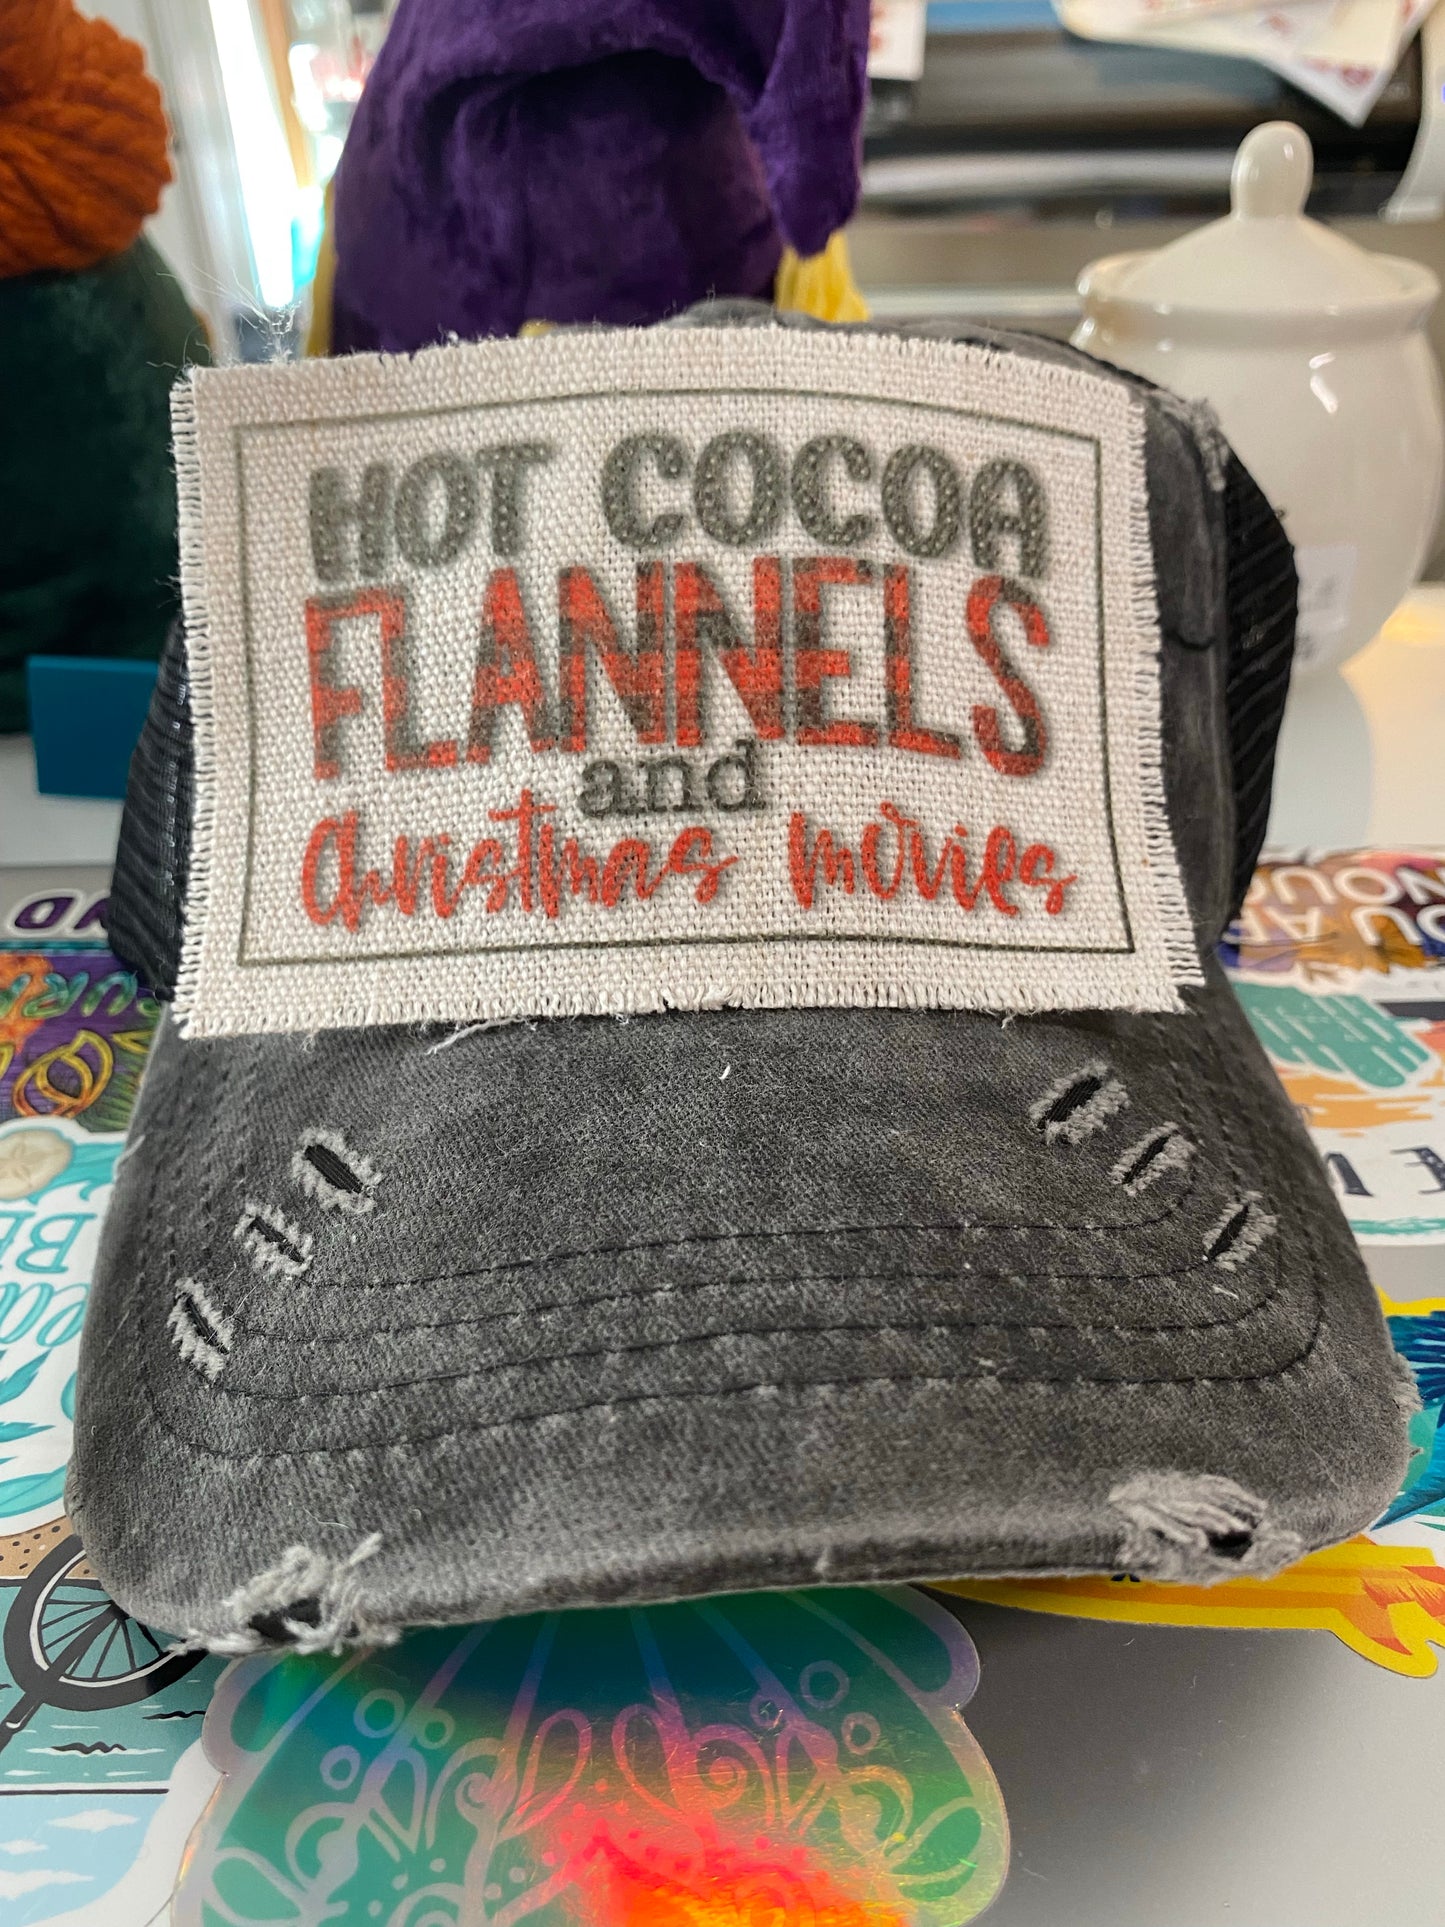 HOT COCOA
FLANNELS
and
Christmas movies